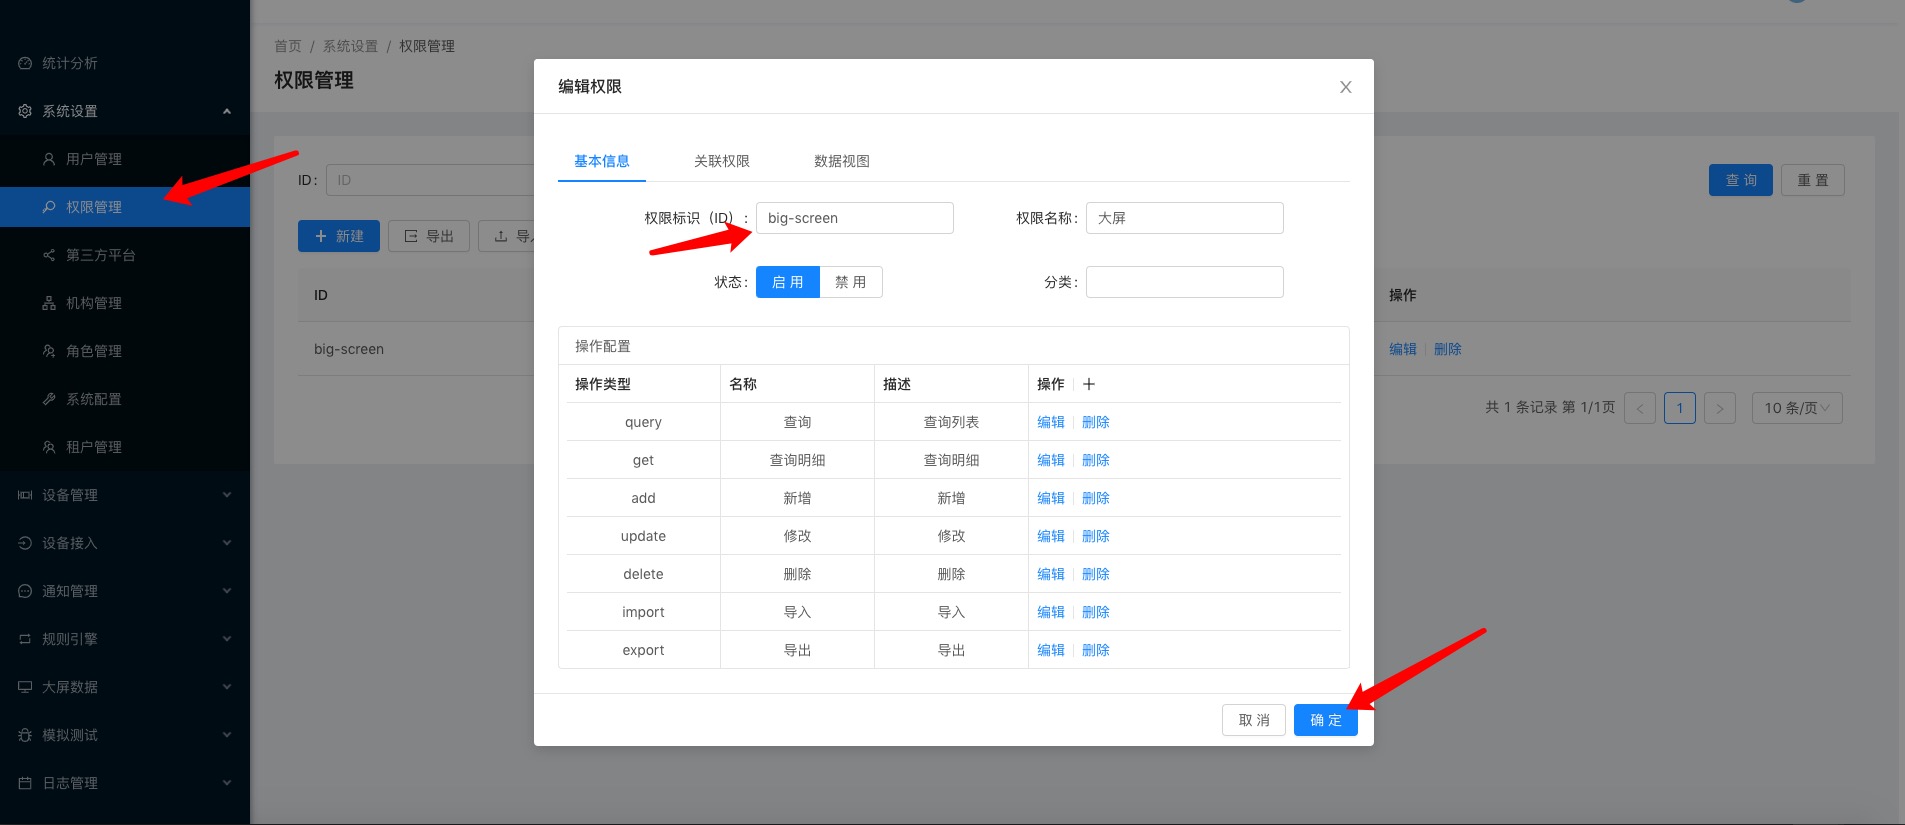 统计分析
系统设置
用户管理
权限管理
第三方平台
机构管理
角色管理
系统配置
租户管理
设备管理
设备接入
通知管理
规则引擎
大屏数据
模拟测试
日志管理
首页 / 系统设置 / 权限管理
权限管理
ID: ID
查 询 重 置
新建 导出 导
ID 操作
big-screen 编辑 删除
共 1 条记录 第 1/1页 < 1 > 10 条/页
编辑权限
基本信息 关联权限 数据视图
权限标识（ID）: big-screen 权限名称: 大屏
状态: 启 用 禁 用 分类:
操作配置
操作类型 名称 描述 操作 +
query 查询 查询列表 编辑 删除
get 查询明细 查询明细 编辑 删除
add 新增 新增 编辑 删除
update 修改 修改 编辑 删除
delete 删除 删除 编辑 删除
import 导入 导入 编辑 删除
export 导出 导出 编辑 删除
取 消 确 定